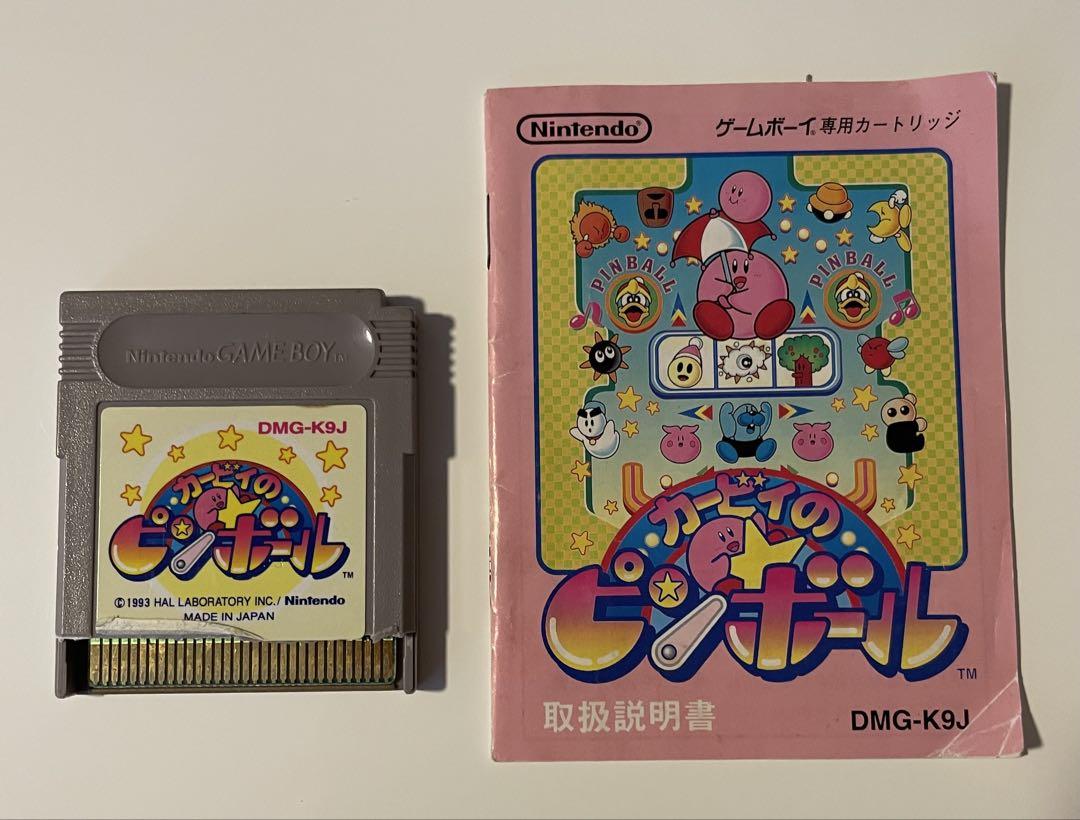 Nintendo GAME BOY TM
DMG-K9J
カービィの
ピンボール
TM
© 1993 HAL LABORATORY INC./ Nintendo
MADE IN JAPAN
Nintendo®
ゲームボーイ® 専用カートリッジ
PINBALL
PINBALL
カービィの
ピンボール
TM
取扱説明書
DMG-K9J